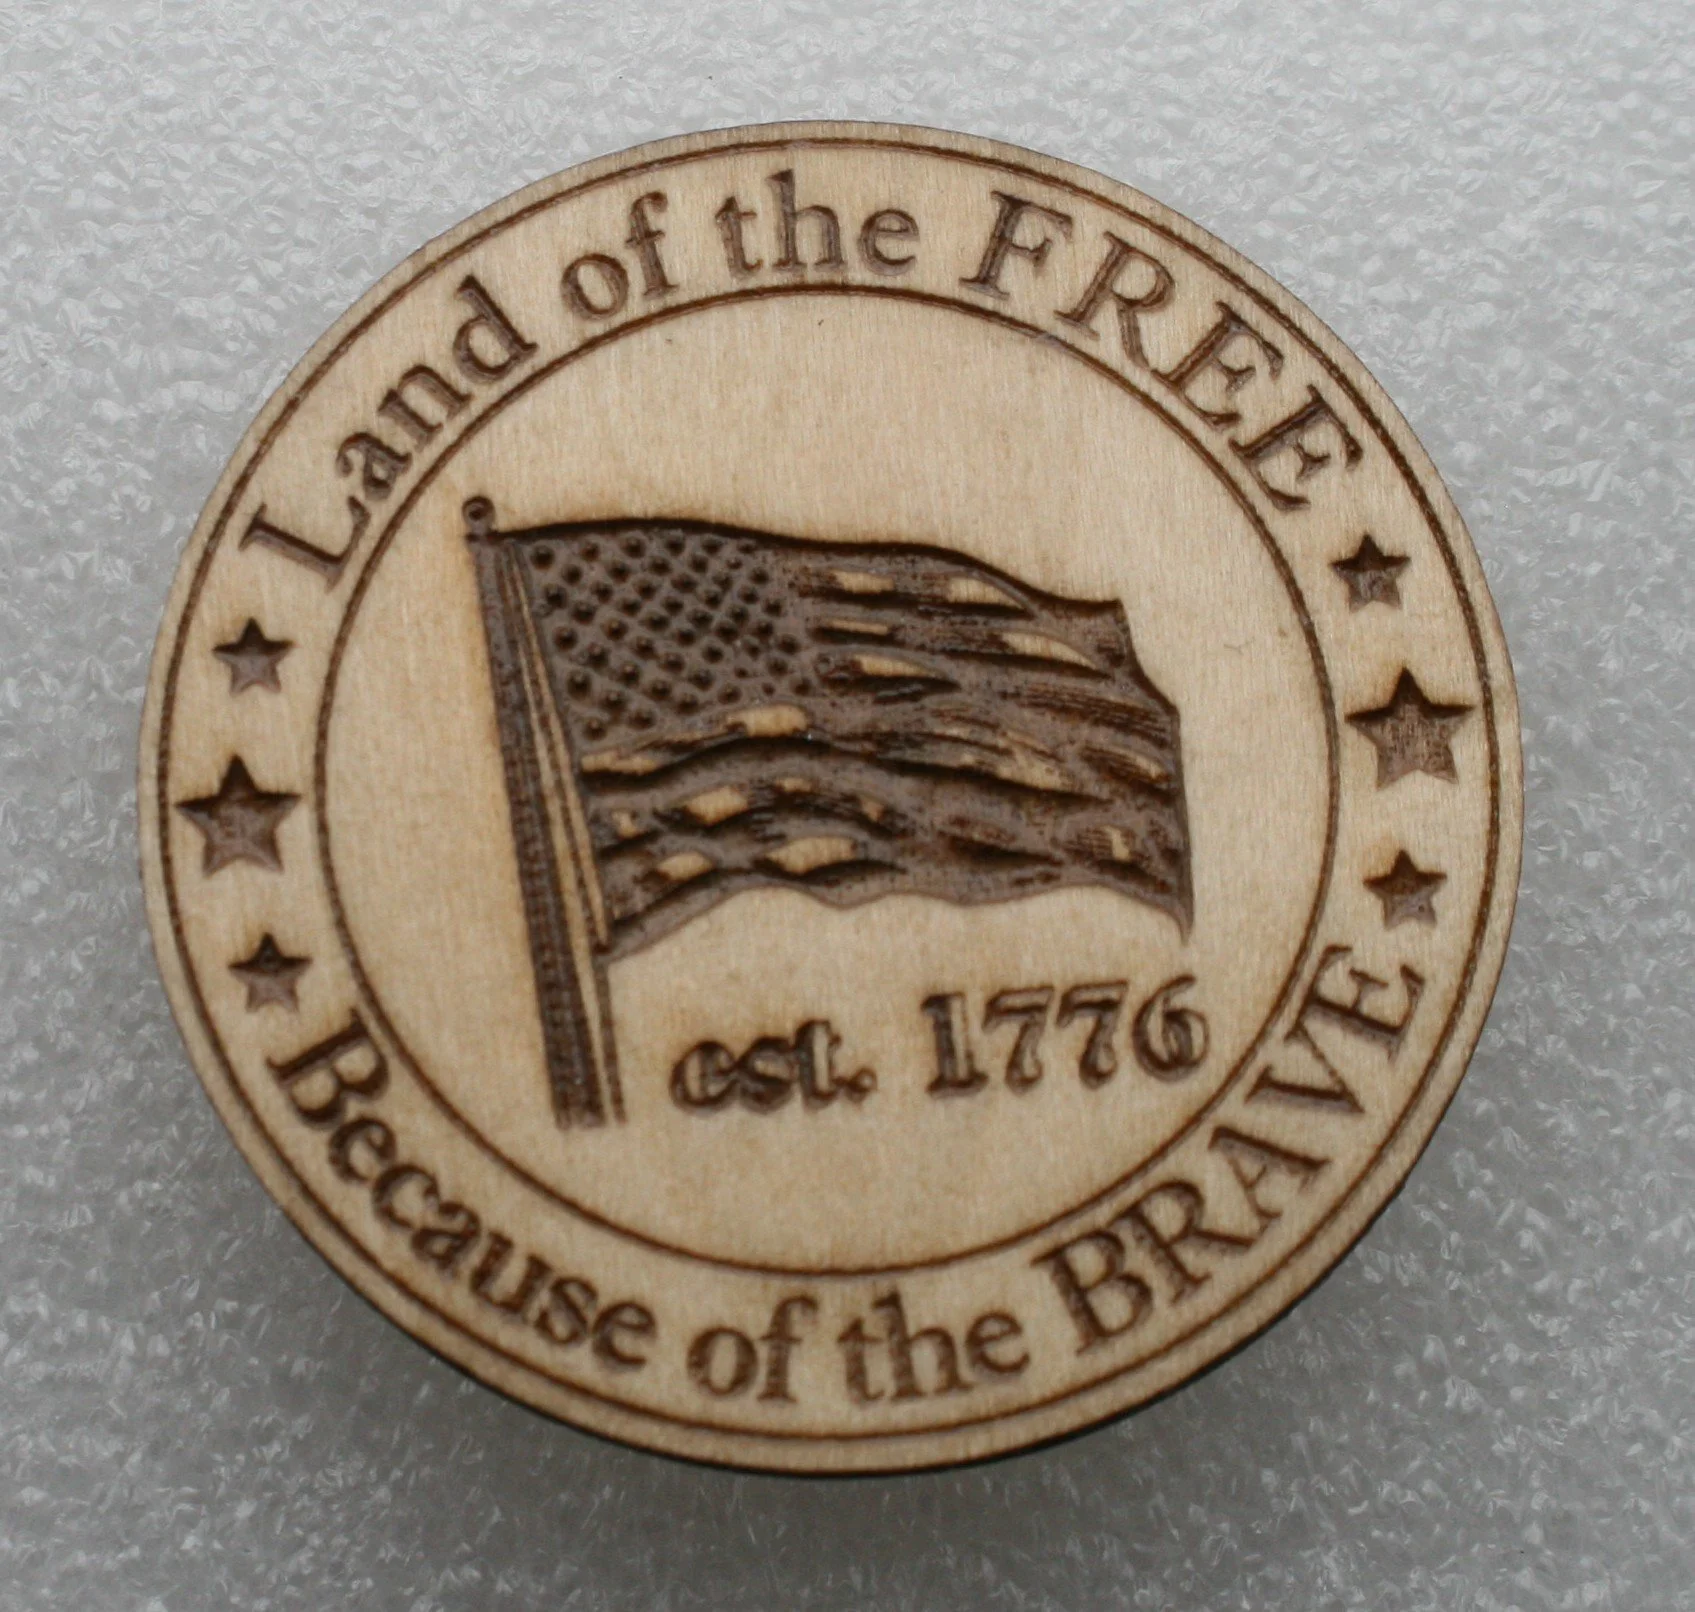 Land of the FREE
est. 1776
Because of the BRAVE